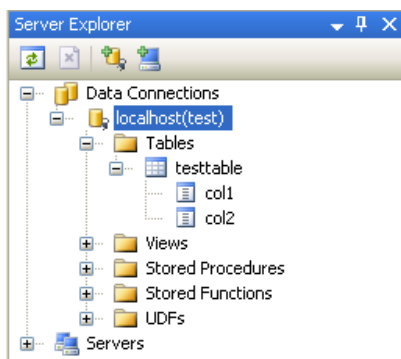 Server Explorer
Data Connections
localhost(test)
Tables
testtable
col1
col2
Views
Stored Procedures
Stored Functions
UDFs
Servers